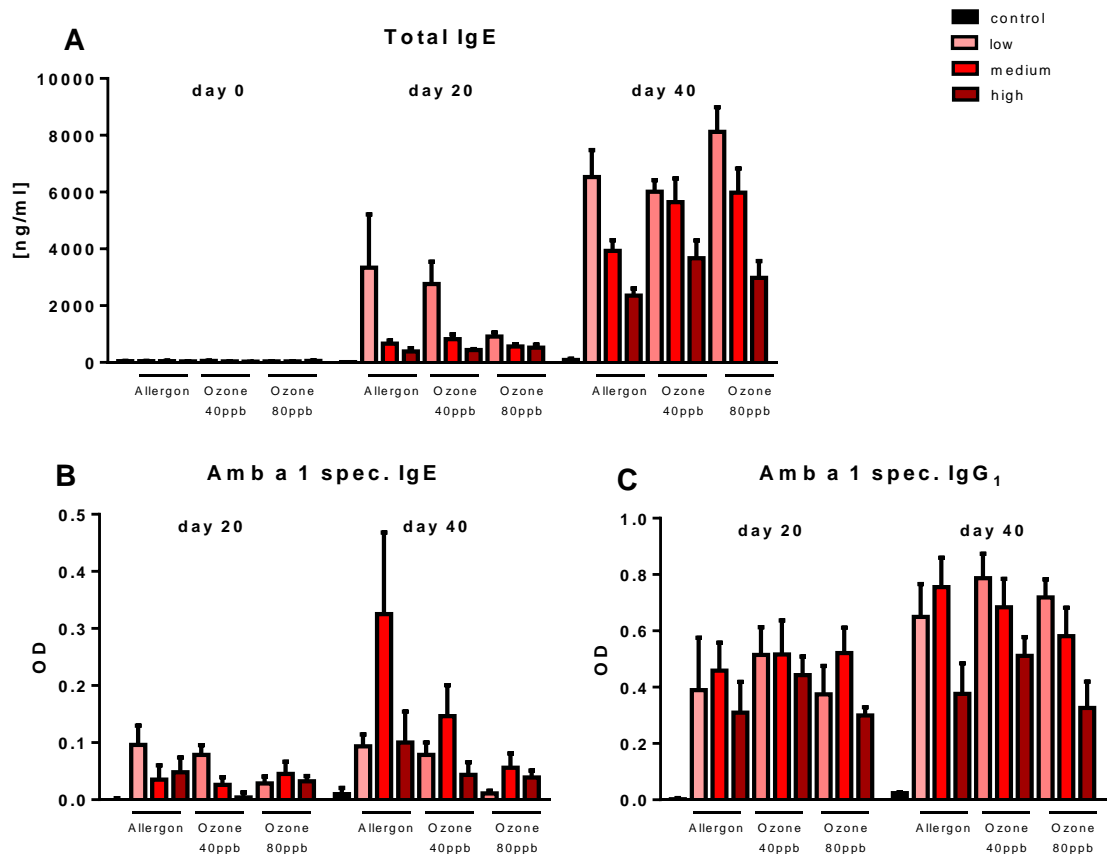 control
low
medium
high
A
Total IgE
day 0
day 20
day 40
[ng/ml]
10000
8000
6000
4000
2000
0
Allergon Ozone 40ppb Ozone 80ppb Allergon Ozone 40ppb Ozone 80ppb Allergon Ozone 40ppb Ozone 80ppb
B
Amb a 1 spec. IgE
day 20
day 40
OD
0.5
0.4
0.3
0.2
0.1
0.0
Allergon Ozone 40ppb Ozone 80ppb Allergon Ozone 40ppb Ozone 80ppb
C
Amb a 1 spec. IgG1
day 20
day 40
OD
1.0
0.8
0.6
0.4
0.2
0.0
Allergon Ozone 40ppb Ozone 80ppb Allergon Ozone 40ppb Ozone 80ppb